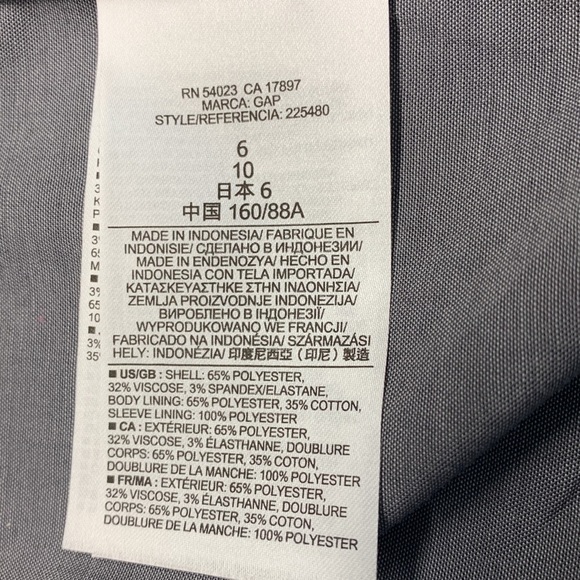 RN 54023 CA 17897
MARCA: GAP
STYLE/REFERENCIA: 225480
6
10
日本 6
中国 160/88A
MADE IN INDONESIA/ FABRIQUE EN
INDONISIE/ СДЕЛАНО В ИНДОНЕЗИИ/
MADE IN ENDENOZYA/ HECHO EN
INDONESIA CON TELA IMPORTADA/
ΚΑΤΑΣΚΕΥΑΣΤΗΚΕ ΣΤΗΝ ΙΝΔΟΝΗΣΙΑ/
ZEMLJA PROIZVODNJE INDONEZIJA/
ВИРОБЛЕНО В ІНДОНЕЗІЇ/
WYPRODUKOWANO WE FRANCJI/
FABRICADO NA INDONÉSIA/ SZÁRMAZÁSI
HELY: INDONÉZIA/ 印度尼西亞（印尼）製造
■ US/GB : SHELL: 65% POLYESTER,
32% VISCOSE, 3% SPANDEX/ELASTANE,
BODY LINING: 65% POLYESTER, 35% COTTON,
SLEEVE LINING: 100% POLYESTER
■ CA : EXTÉRIEUR: 65% POLYESTER,
32% VISCOSE, 3% ÉLASTHANNE, DOUBLURE
CORPS: 65% POLYESTER, 35% COTON,
DOUBLURE DE LA MANCHE: 100% POLYESTER
■ FR/MA : EXTÉRIEUR: 65% POLYESTER,
32% VISCOSE, 3% ÉLASTHANNE, DOUBLURE
CORPS: 65% POLYESTER, 35% COTON,
DOUBLURE DE LA MANCHE: 100% POLYESTER